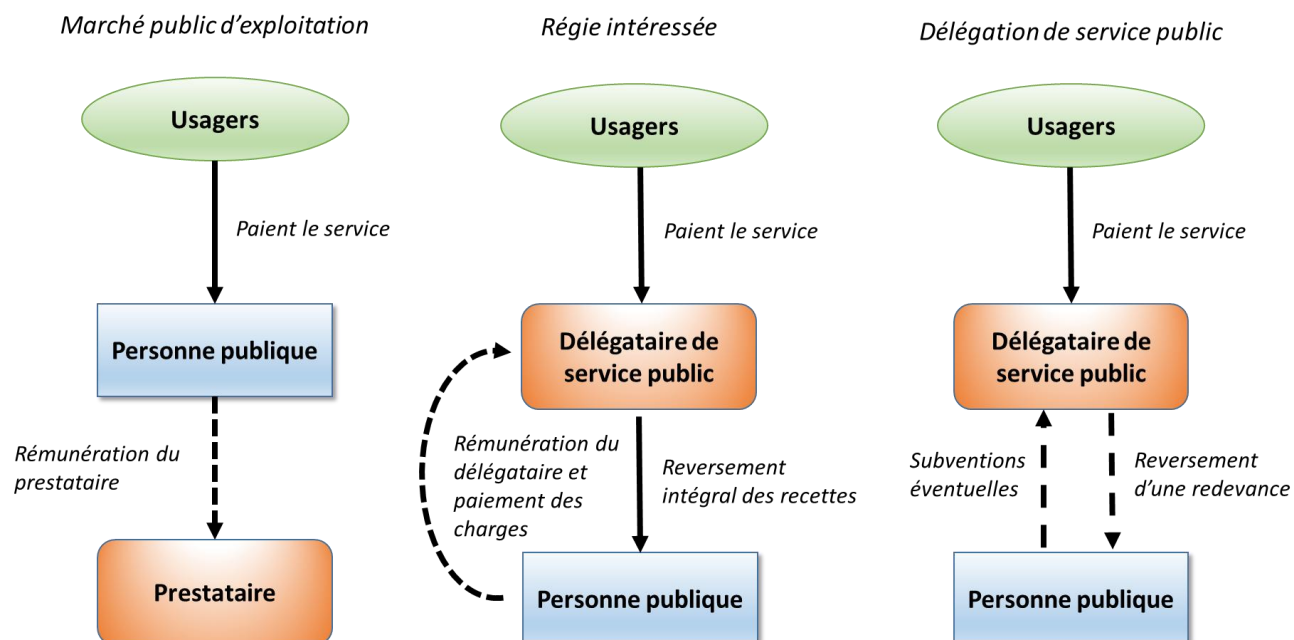 Marché public d’exploitation
Usagers
Paient le service
Personne publique
Rémunération du
prestataire
Prestataire
Régie intéressée
Usagers
Paient le service
Délégataire de
service public
Rémunération du
délégataire et
paiement des
charges
Reversement
intégral des recettes
Personne publique
Délégation de service public
Usagers
Paient le service
Délégataire de
service public
Subventions
éventuelles
Reversement
d’une redevance
Personne publique